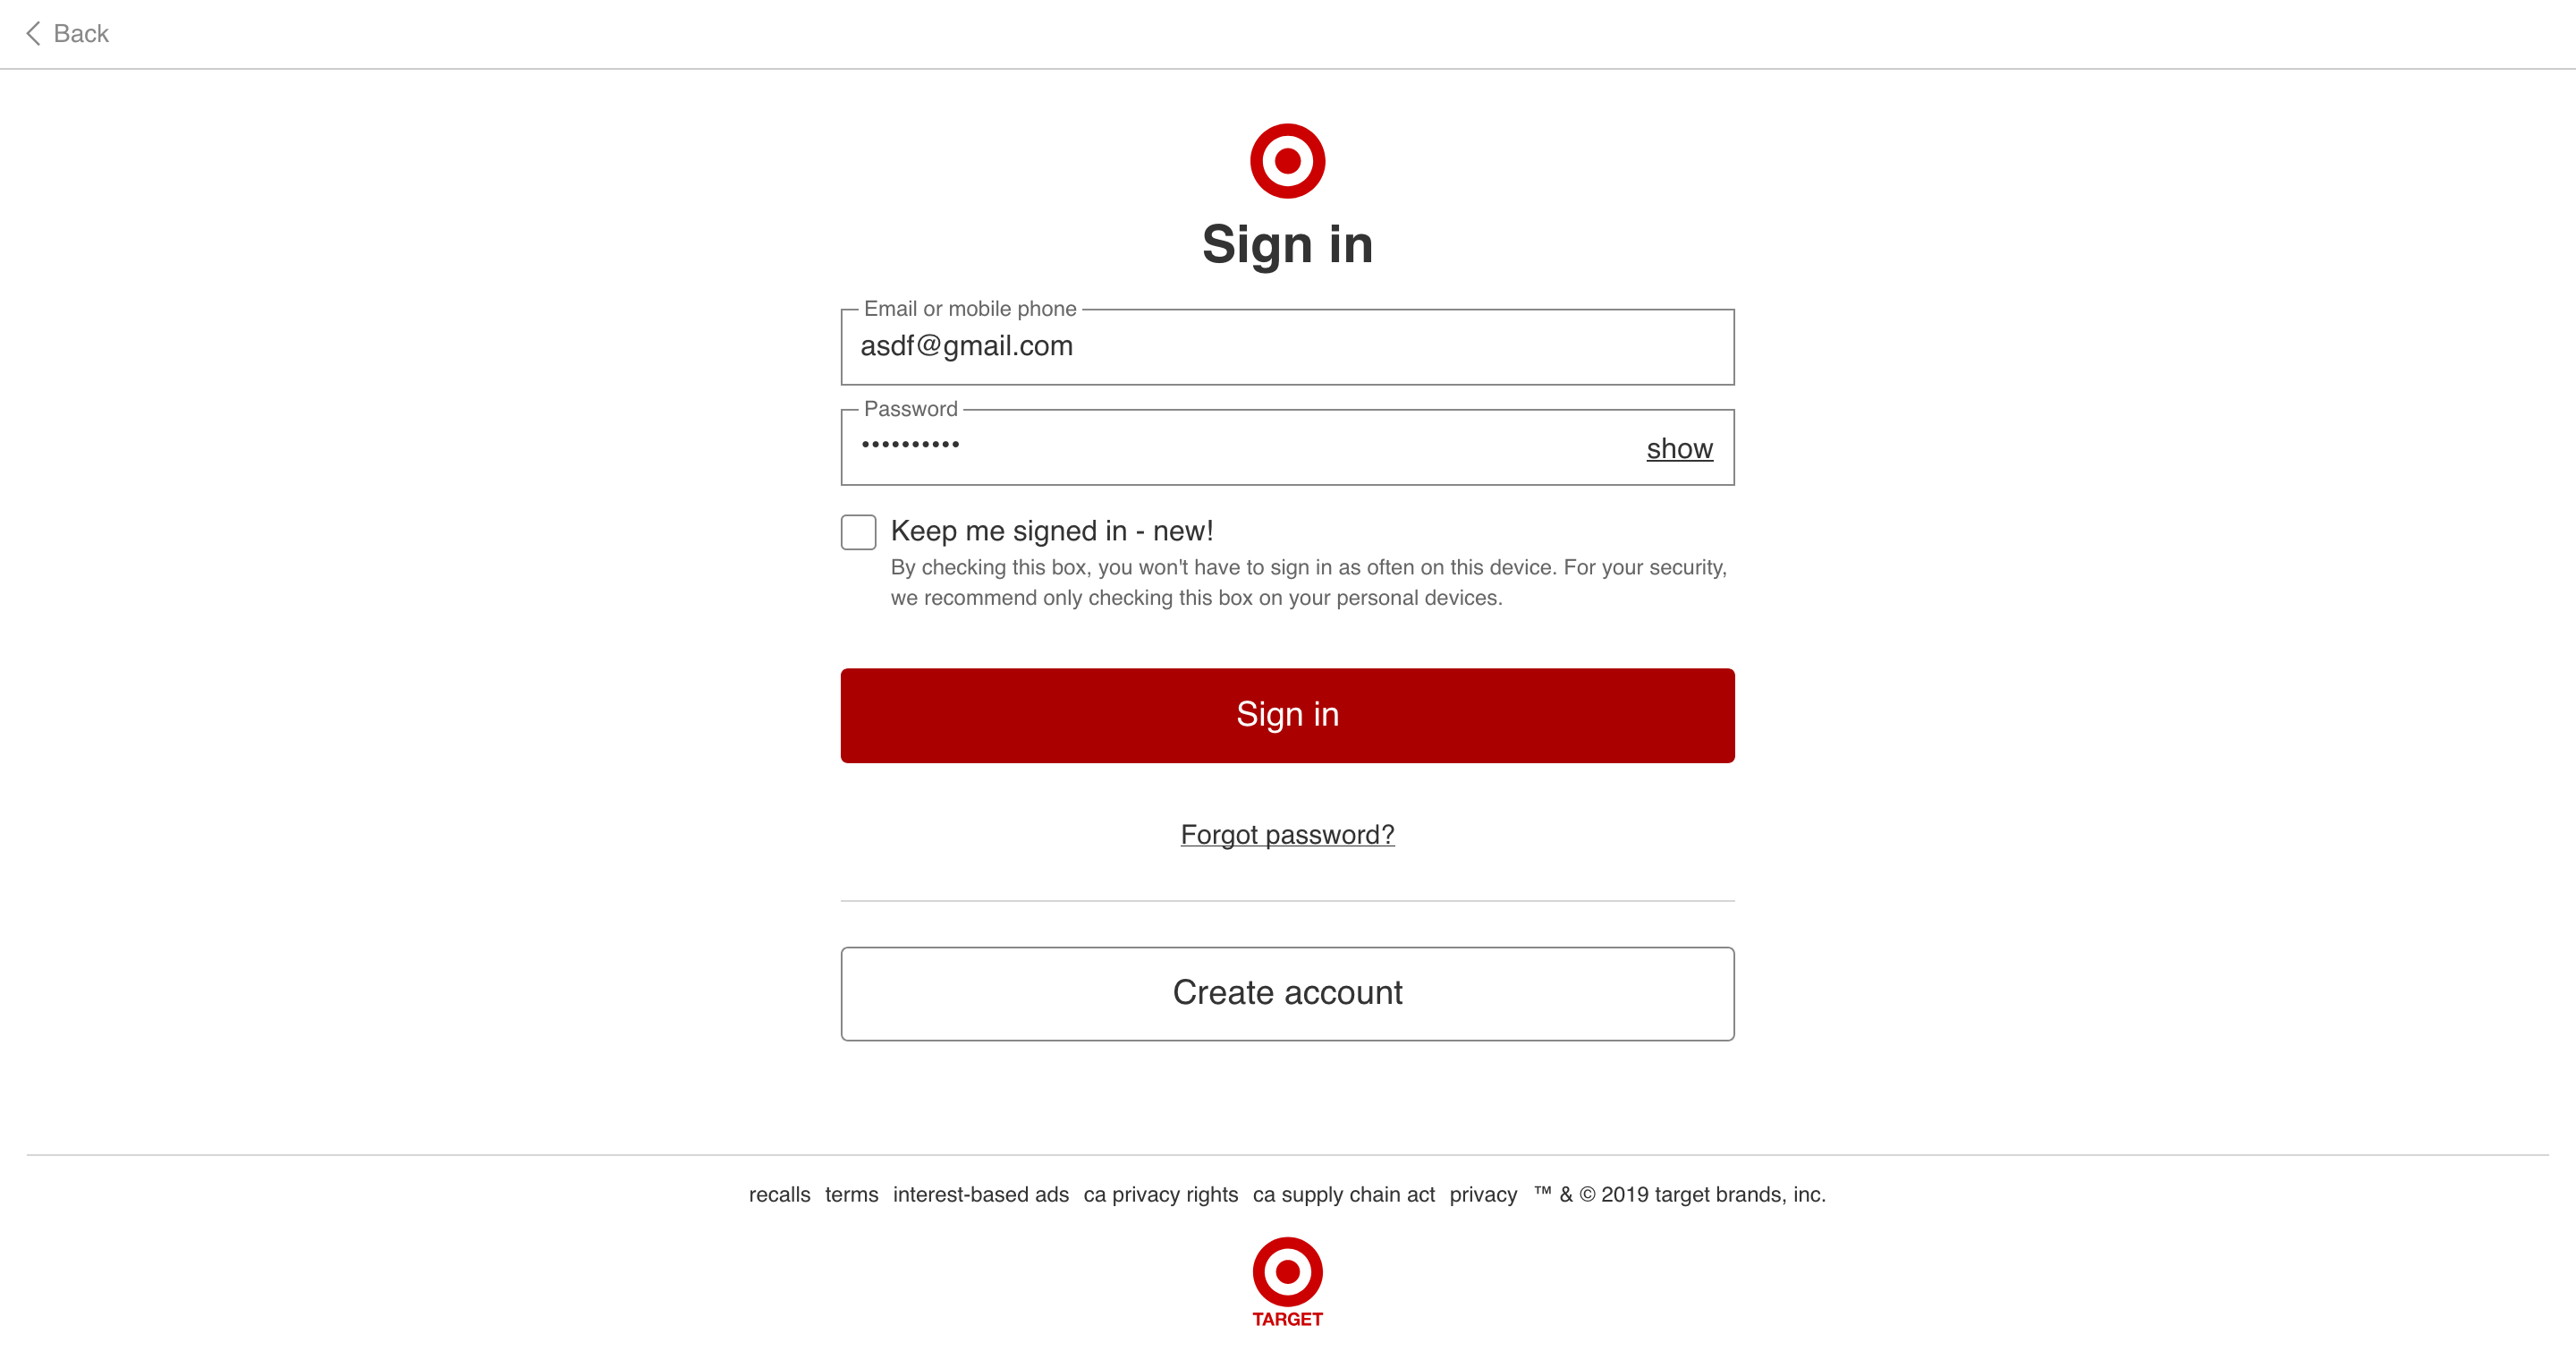 Back
Sign in
Email or mobile phone
asdf@gmail.com
Password
••••••••••
show
Keep me signed in - new!
By checking this box, you won't have to sign in as often on this device. For your security,
we recommend only checking this box on your personal devices.
Sign in
Forgot password?
Create account
recalls terms interest-based ads ca privacy rights ca supply chain act privacy ™ & © 2019 target brands, inc.
TARGET